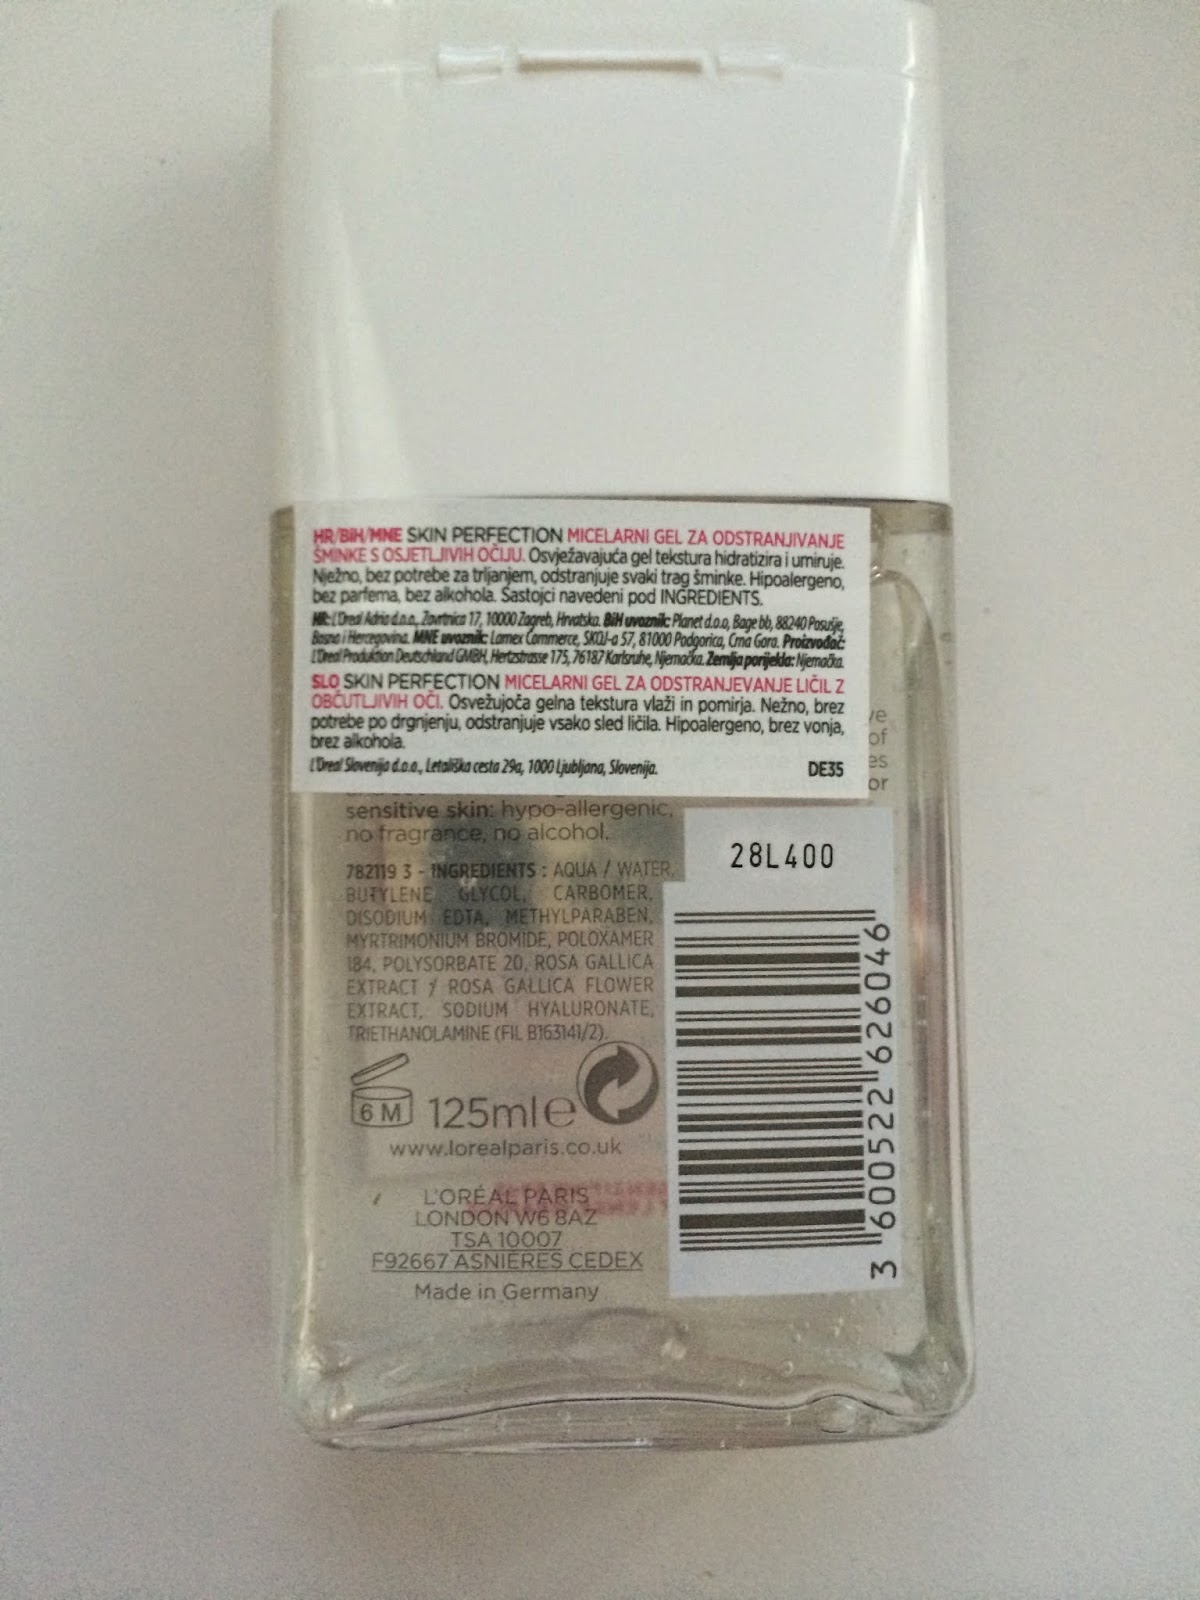 HR/BIH/MNE SKIN PERFECTION MICELARNI GEL ZA ODSTRANJIVANJE
ŠMINKE S OSJETLJIVIH OČIJU. Osvježavajuća gel tekstura hidratizira i umiruje.
Nježno, bez potrebe za trljanjem, odstranjuje svaki trag šminke. Hipoalergeno,
bez parfema, bez alkohola. Sastojci navedeni pod INGREDIENTS.
HR: L'Oreal Adria d.o.o., Zavrtnica 17, 10000 Zagreb, Hrvatska. BiH uvoznik: Planet d.o.o, Bage bb, 88240 Posušje,
Bosna i Hercegovina. MNE uvoznik: Lamex Commerce, SKOJ-a 57, 81000 Podgorica, Crna Gora. Proizvođač:
L'Oreal Produktion Deutschland GMBH, Hertzstrasse 175, 76187 Karlsruhe, Njemačka. Zemlja porijekla: Njemačka.
SLO SKIN PERFECTION MICELARNI GEL ZA ODSTRANJEVANJE LIČIL Z
OBČUTLJIVIH OČI. Osvežujoča gelna tekstura vlaži in pomirja. Nežno, brez
potrebe po drgnjenju, odstranjuje vsako sled ličila. Hipoalergeno, brez vonja,
brez alkohola.
L'Oreal Slovenija d.o.o., Letališka cesta 29a, 1000 Ljubljana, Slovenija. DE35
of
or
sensitive skin: hypo-allergenic,
no fragrance, no alcohol.
782119 3 - INGREDIENTS : AQUA / WATER,
BUTYLENE GLYCOL, CARBOMER,
DISODIUM EDTA, METHYLPARABEN,
MYRTRIMONIUM BROMIDE, POLOXAMER
184, POLYSORBATE 20, ROSA GALLICA
EXTRACT / ROSA GALLICA FLOWER
EXTRACT, SODIUM HYALURONATE,
TRIETHANOLAMINE (FIL B163141/2).
6 M 125ml e
www.lorealparis.co.uk
L'ORÉAL PARIS
LONDON W6 8AZ
TSA 10007
F92667 ASNIÈRES CEDEX
Made in Germany
28L400
3 600522 626046